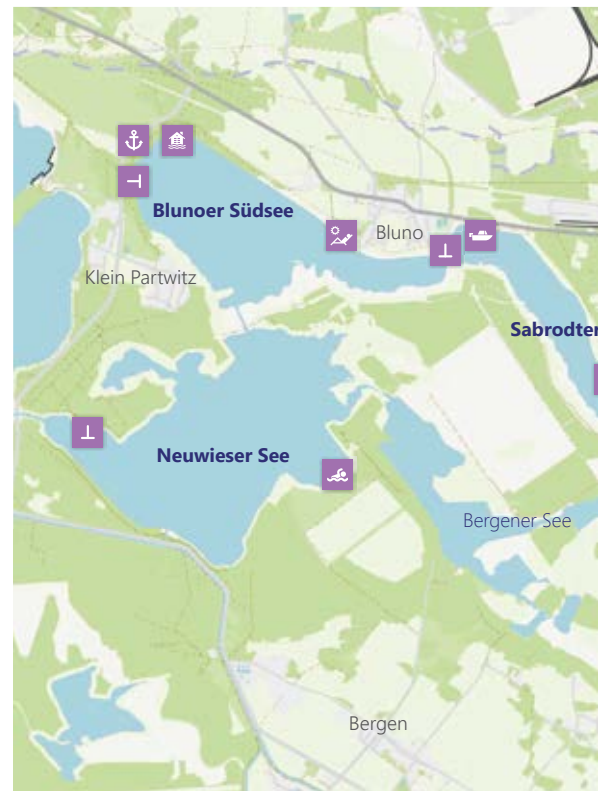 Blunoer Südsee
Bluno
Klein Partwitz
Sabrodter
Neuwieser See
Bergener See
Bergen